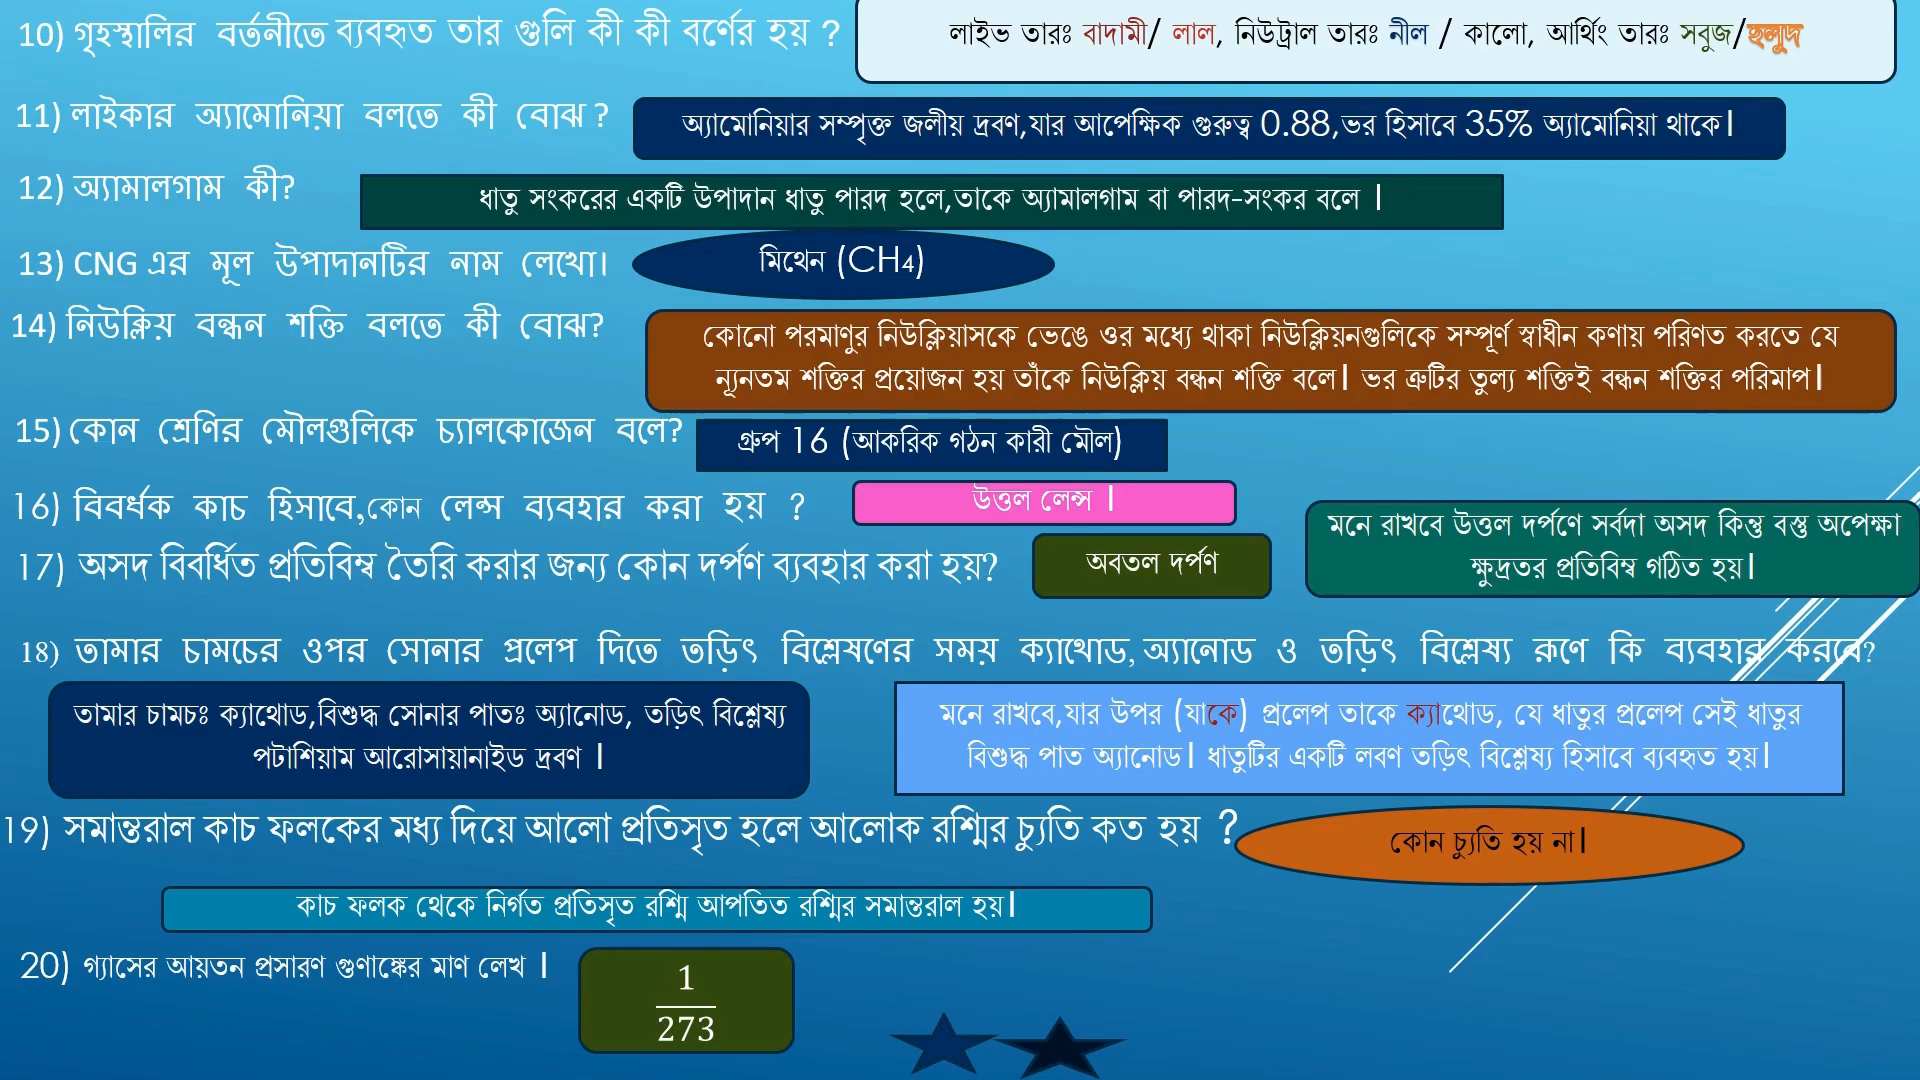 10) গৃহস্থালির বর্তনীতে ব্যবহৃত তার গুলি কী কী বর্ণের হয় ?
লাইভ তারঃ বাদামী/ লাল, নিউট্রাল তারঃ নীল / কালো, আর্থিং তারঃ সবুজ/হলুদ
11) লাইকার অ্যামোনিয়া বলতে কী বোঝ ?
অ্যামোনিয়ার সম্পৃক্ত জলীয় দ্রবণ,যার আপেক্ষিক গুরুত্ব 0.88,ভর হিসাবে 35% অ্যামোনিয়া থাকে।
12) অ্যামালগাম কী?
ধাতু সংকরের একটি উপাদান ধাতু পারদ হলে,তাকে অ্যামালগাম বা পারদ-সংকর বলে ।
13) CNG এর মূল উপাদানটির নাম লেখো।
মিথেন (CH₄)
14) নিউক্লিয় বন্ধন শক্তি বলতে কী বোঝ?
কোনো পরমাণুর নিউক্লিয়াসকে ভেঙে ওর মধ্যে থাকা নিউক্লিয়নগুলিকে সম্পূর্ণ স্বাধীন কণায় পরিণত করতে যে
ন্যূনতম শক্তির প্রয়োজন হয় তাঁকে নিউক্লিয় বন্ধন শক্তি বলে। ভর ত্রুটির তুল্য শক্তিই বন্ধন শক্তির পরিমাপ।
15) কোন শ্রেণির মৌলগুলিকে চ্যালকোজেন বলে?
গ্রুপ 16 (আকরিক গঠন কারী মৌল)
16) বিবর্ধক কাচ হিসাবে,কোন লেন্স ব্যবহার করা হয় ?
উত্তল লেন্স ।
17) অসদ বিবর্ধিত প্রতিবিম্ব তৈরি করার জন্য কোন দর্পণ ব্যবহার করা হয়?
অবতল দর্পণ
মনে রাখবে উত্তল দর্পণে সর্বদা অসদ কিন্তু বস্তু অপেক্ষা
ক্ষুদ্রতর প্রতিবিম্ব গঠিত হয়।
18) তামার চামচের ওপর সোনার প্রলেপ দিতে তড়িৎ বিশ্লেষণের সময় ক্যাথোড, অ্যানোড ও তড়িৎ বিশ্লেষ্য রূণে কি ব্যবহার করবে?
তামার চামচঃ ক্যাথোড,বিশুদ্ধ সোনার পাতঃ অ্যানোড, তড়িৎ বিশ্লেষ্য
পটাশিয়াম আরোসায়ানাইড দ্রবণ ।
মনে রাখবে,যার উপর (যাকে) প্রলেপ তাকে ক্যাথোড, যে ধাতুর প্রলেপ সেই ধাতুর
বিশুদ্ধ পাত অ্যানোড। ধাতুটির একটি লবণ তড়িৎ বিশ্লেষ্য হিসাবে ব্যবহৃত হয়।
19) সমান্তরাল কাচ ফলকের মধ্য দিয়ে আলো প্রতিসৃত হলে আলোক রশ্মির চ্যুতি কত হয় ?
কোন চ্যুতি হয় না।
কাচ ফলক থেকে নির্গত প্রতিসৃত রশ্মি আপতিত রশ্মির সমান্তরাল হয়।
20) গ্যাসের আয়তন প্রসারণ গুণাঙ্কের মাণ লেখ ।
1
273